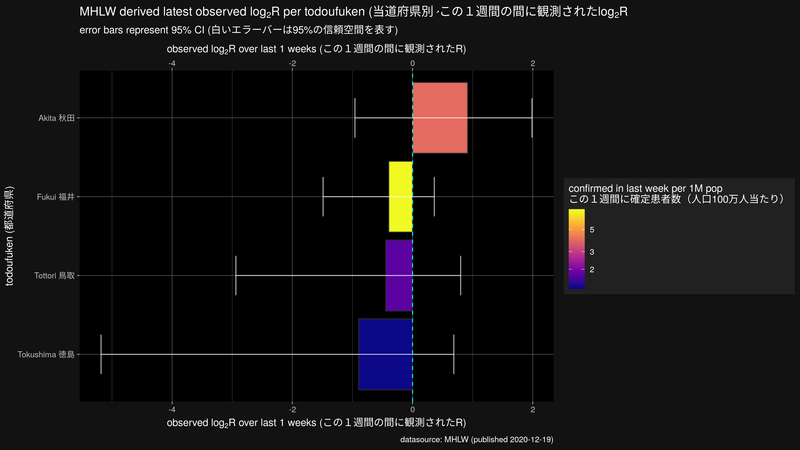 MHLW derived latest observed log₂R per todoufuken (当道府県別 この１週間の間に観測されたlog₂R
error bars represent 95% CI (白いエラーバーは95%の信頼空間を表す)
observed log₂R over last 1 weeks (この１週間の間に観測されたR)
-4 -2 0 2
Akita 秋田
Fukui 福井
Tottori 鳥取
Tokushima 徳島
todoufuken (都道府県)
-4 -2 0 2
observed log₂R over last 1 weeks (この１週間の間に観測されたR)
datasource: MHLW (published 2020-12-19)
confirmed in last week per 1M pop
この１週間に確定患者数（人口100万人当たり）
5
3
2